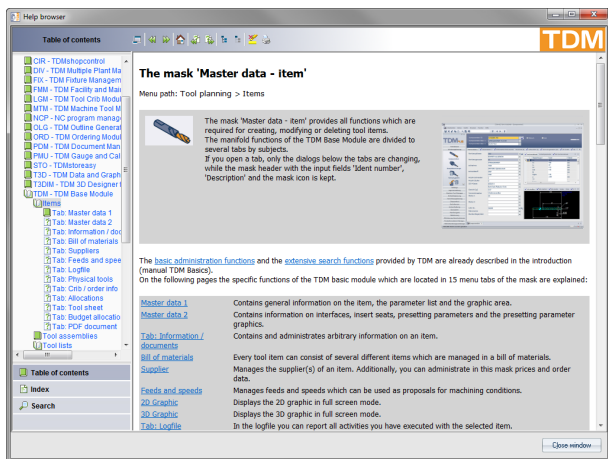 Help browser
Table of contents
TDM
CIR - TDMshopcontrol
DIV - TDM Multiple Plant Ma
FIX - TDM Fixture Managem
FMM - TDM Facility and Mai
LGM - TDM Tool Crib Modul
MTM - TDM Machine Tool M
NCP - NC program manag
OLG - TDM Outline General
ORD - TDM Ordering Modul
PDM - TDM Document Man
PMU - TDM Gauge and Cal
STO - TDMstoreasy
T3D - TDM Data and Graph
T3DIM - TDM 3D Designer I
TDM - TDM Base Module
Items
Tab: Master data 1
Tab: Master data 2
Tab: Information / doc
Tab: Bill of materials
Tab: Suppliers
Tab: Feeds and spee
Tab: Logfile
Tab: Physical tools
Tab: Crib / order info
Tab: Allocations
Tab: Tool sheet
Tab: Budget allocatio
Tab: PDF document
Tool assemblies
Tool lists
Table of contents
Index
Search
The mask 'Master data - item'
Menu path: Tool planning > Items
The mask 'Master data - item' provides all functions which are
required for creating, modifying or deleting tool items.
The manifold functions of the TDM Base Module are divided to
several tabs by subjects.
If you open a tab, only the dialogs below the tabs are changing,
while the mask header with the input fields 'Ident number',
'Description' and the mask icon is kept.
The basic administration functions and the extensive search functions provided by TDM are already described in the introduction
(manual TDM Basics).
On the following pages the specific functions of the TDM basic module which are located in 15 menu tabs of the mask are explained:
Master data 1 Contains general information on the item, the parameter list and the graphic area.
Master data 2 Contains information on interfaces, insert seats, presetting parameters and the presetting parameter
graphics.
Tab: Information / Contains and administrates arbitrary information on an item.
documents
Bill of materials Every tool can consist of several different items which are managed in a bill of materials.
Supplier Manages the supplier(s) of an item. Additionally, you can administrate in this mask prices and order
data.
Feeds and speeds Manages feeds and speeds which can be used as proposals for machining conditions.
2D Graphic Displays the 2D graphic in full screen mode.
3D Graphic Displays the 3D graphic in full screen mode.
Tab: Logfile In the logfile you can report all activities you have executed with the selected item.
Close window